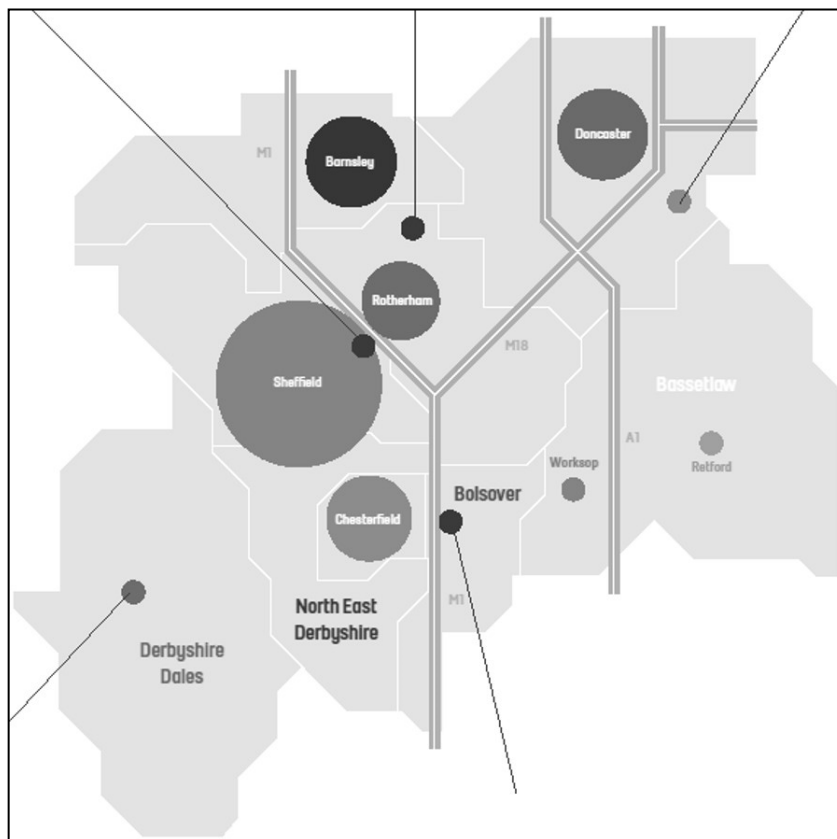 Doncaster
M1
Barnsley
Rotherham
M18
Sheffield
Bassetlaw
A1
Worksop
Retford
Bolsover
Chesterfield
M1
North East
Derbyshire
Derbyshire
Dales